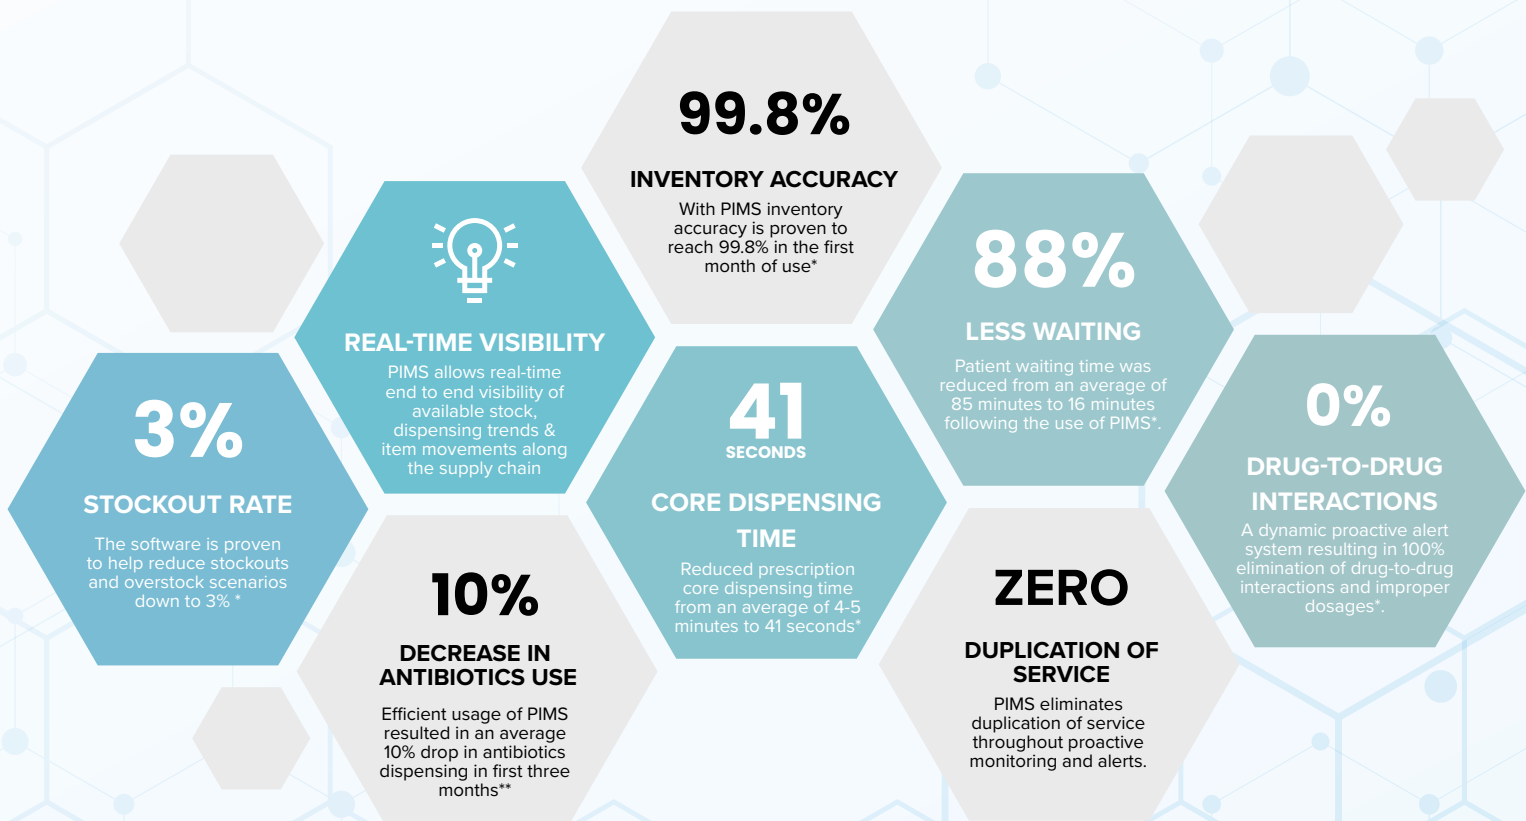 99.8%
INVENTORY ACCURACY
With PIMS inventory
accuracy is proven to
reach 99.8% in the first
month of use*
REAL-TIME VISIBILITY
PIMS allows real-time
end to end visibility of
available stock,
dispensing trends &
item movements along
the supply chain
88%
LESS WAITING
Patient waiting time was
reduced from an average of
85 minutes to 16 minutes
following the use of PIMS*.
3%
STOCKOUT RATE
The software is proven
to help reduce stockouts
and overstock scenarios
down to 3% *
41
SECONDS
CORE DISPENSING
TIME
Reduced prescription
core dispensing time
from an average of 4-5
minutes to 41 seconds*
0%
DRUG-TO-DRUG
INTERACTIONS
A dynamic proactive alert
system resulting in 100%
elimination of drug-to-drug
interactions and improper
dosages*.
10%
DECREASE IN
ANTIBIOTICS USE
Efficient usage of PIMS
resulted in an average
10% drop in antibiotics
dispensing in first three
months**
ZERO
DUPLICATION OF
SERVICE
PIMS eliminates
duplication of service
throughout proactive
monitoring and alerts.